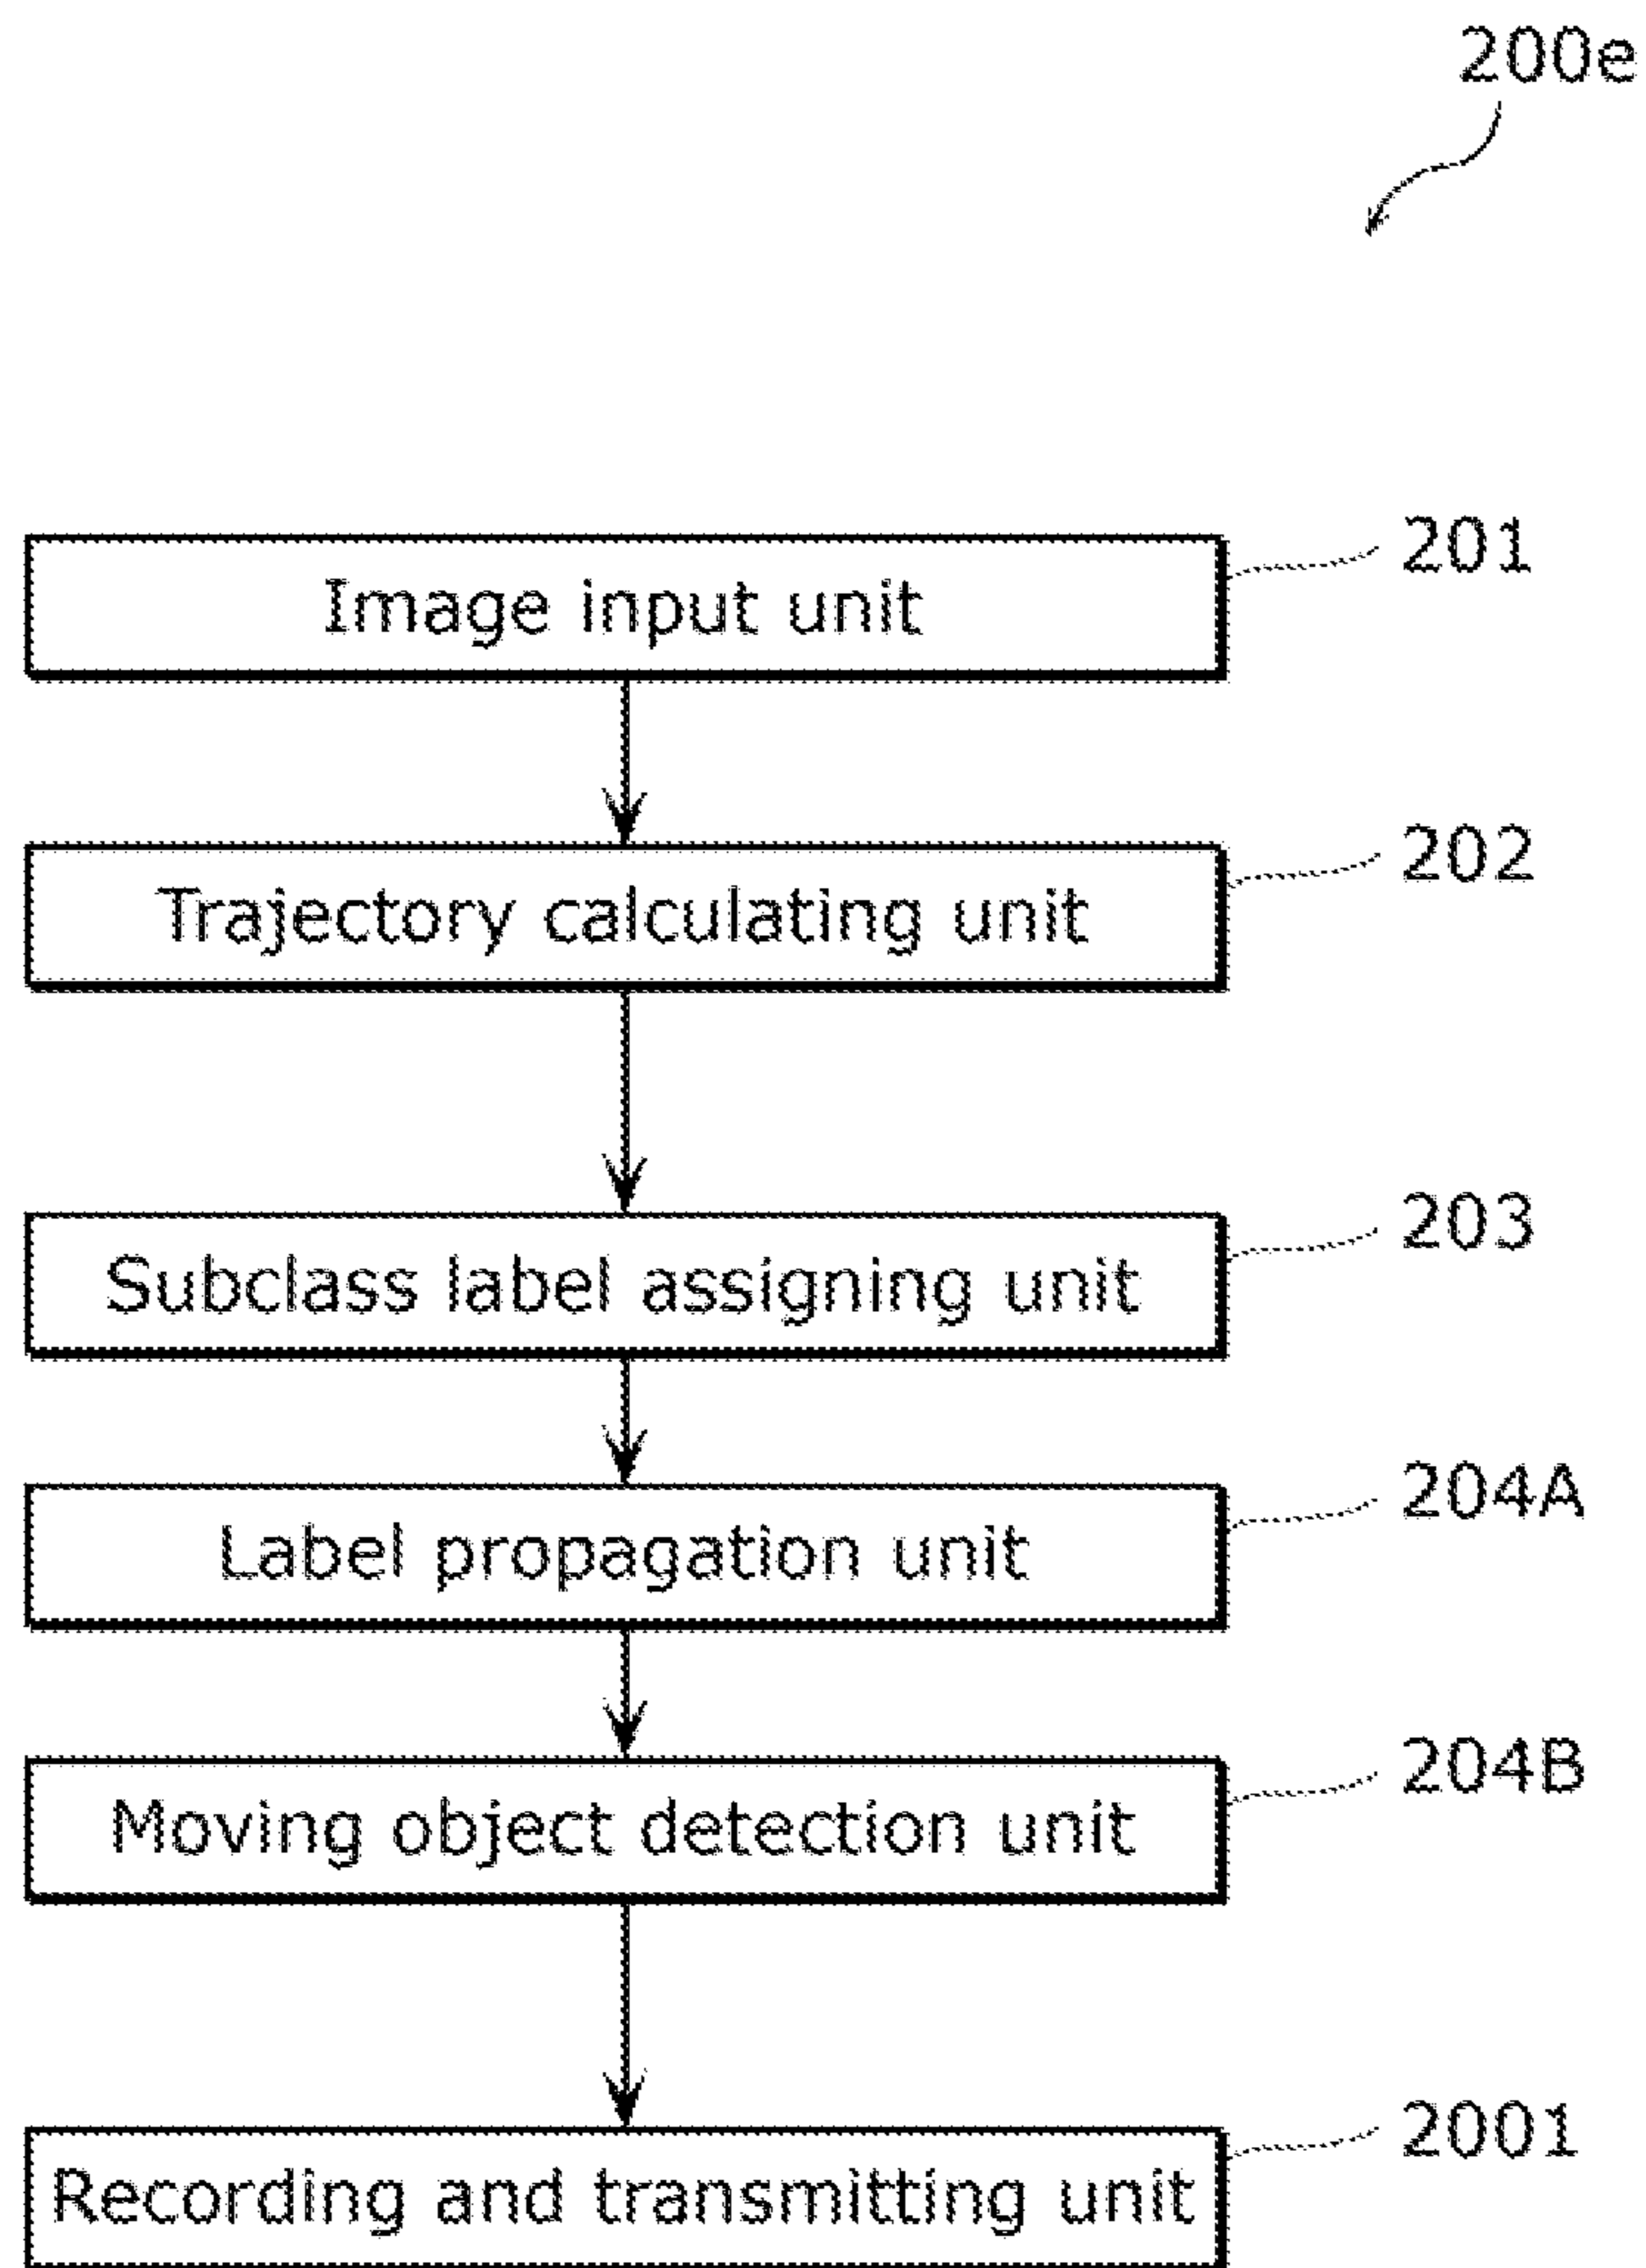 200e
Image input unit 201
Trajectory calculating unit 202
Subclass label assigning unit 203
Label propagation unit 204A
Moving object detection unit 204B
Recording and transmitting unit 2001